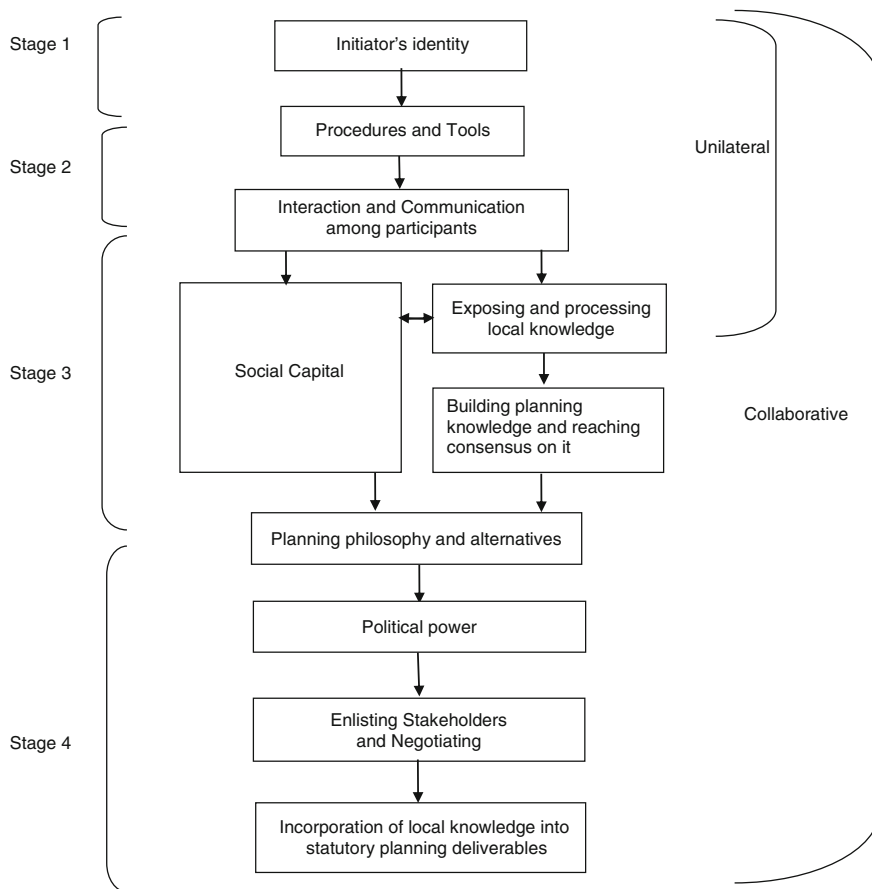 Stage 1
Initiator's identity
Procedures and Tools
Unilateral
Stage 2
Interaction and Communication
among participants
Exposing and processing
local knowledge
Stage 3
Social Capital
Building planning
knowledge and reaching
consensus on it
Collaborative
Planning philosophy and alternatives
Political power
Stage 4
Enlisting Stakeholders
and Negotiating
Incorporation of local knowledge into
statutory planning deliverables